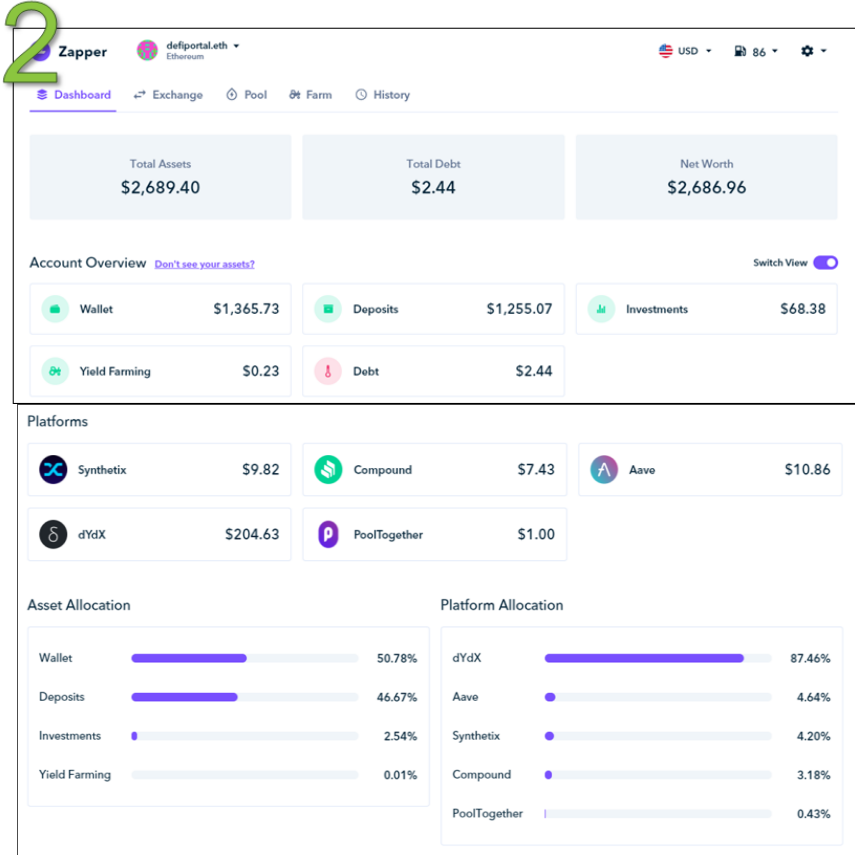 2
Zapper
defiportal.eth
Ethereum
USD
86
Dashboard
Exchange
Pool
Farm
History
Total Assets
$2,689.40
Total Debt
$2.44
Net Worth
$2,686.96
Account Overview Don't see your assets?
Switch View
Wallet $1,365.73
Deposits $1,255.07
Investments $68.38
Yield Farming $0.23
Debt $2.44
Platforms
Synthetix $9.82
Compound $7.43
Aave $10.86
dYdX $204.63
PoolTogether $1.00
Asset Allocation
Wallet 50.78%
Deposits 46.67%
Investments 2.54%
Yield Farming 0.01%
Platform Allocation
dYdX 87.46%
Aave 4.64%
Synthetix 4.20%
Compound 3.18%
PoolTogether 0.43%